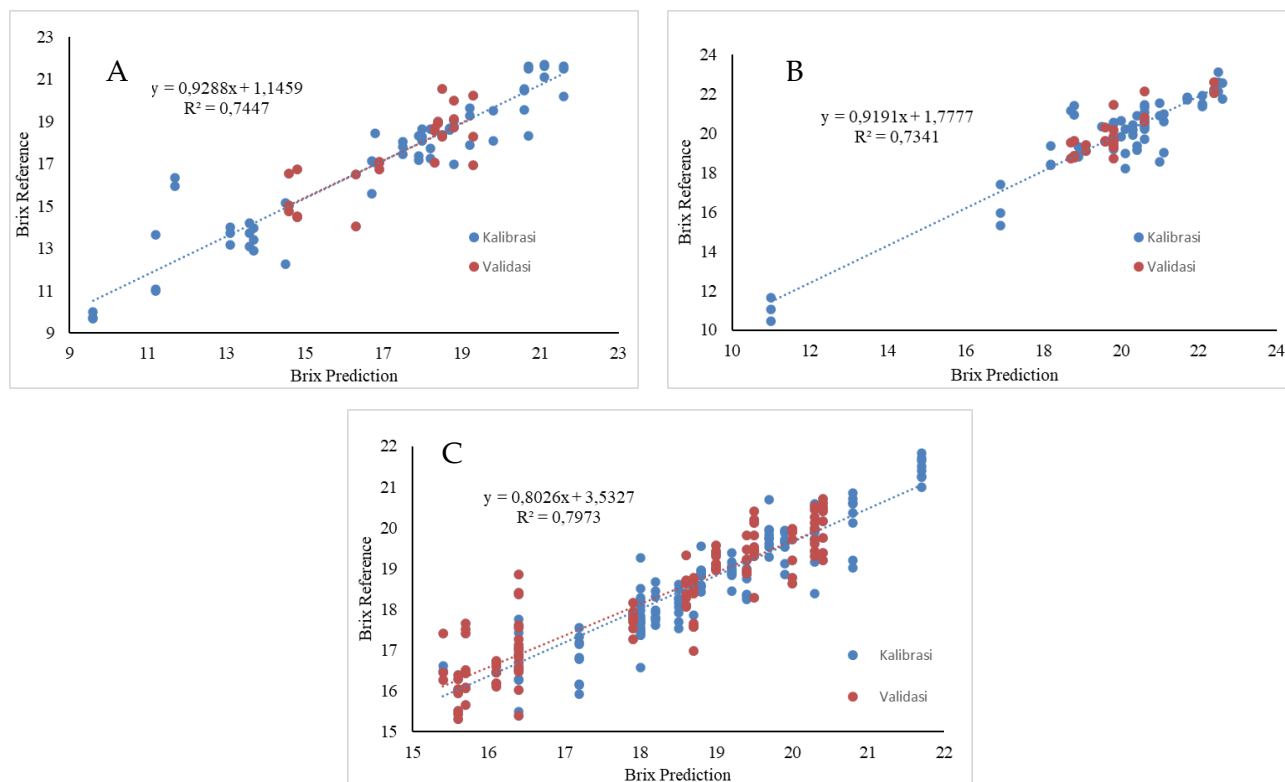 A
y = 0,9288x + 1,1459
R² = 0,7447
Brix Reference
23
21
19
17
15
13
11
9
Kalibrasi
Validasi
9 11 13 15 17 19 21 23
Brix Prediction
B
y = 0,9191x + 1,7777
R² = 0,7341
Brix Reference
24
22
20
18
16
14
12
10
Kalibrasi
Validasi
10 12 14 16 18 20 22 24
Brix Prediction
C
y = 0,8026x + 3,5327
R² = 0,7973
Brix Reference
22
21
20
19
18
17
16
15
Kalibrasi
Validasi
15 16 17 18 19 20 21 22
Brix Prediction